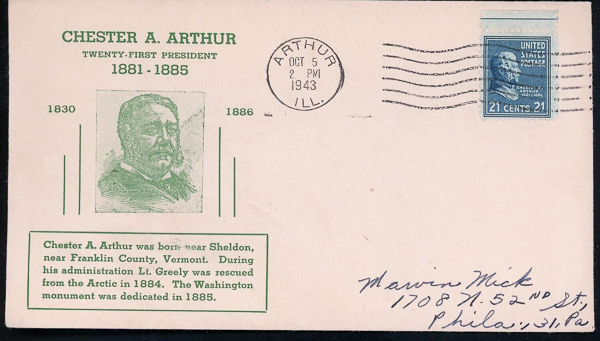 CHESTER A. ARTHUR
TWENTY-FIRST PRESIDENT
1881 - 1885
1830
1886
Chester A. Arthur was born near Sheldon,
near Franklin County, Vermont. During
his administration Lt. Greely was rescued
from the Arctic in 1884. The Washington
monument was dedicated in 1885.
ARTHUR
OCT 5
2 PM
1943
ILL.
UNITED
STATES
POSTAGE
CHESTER A.
ARTHUR
21 CENTS 21
Marvin Mick
1708 N. 52ND St.,
Phila., 31, Pa